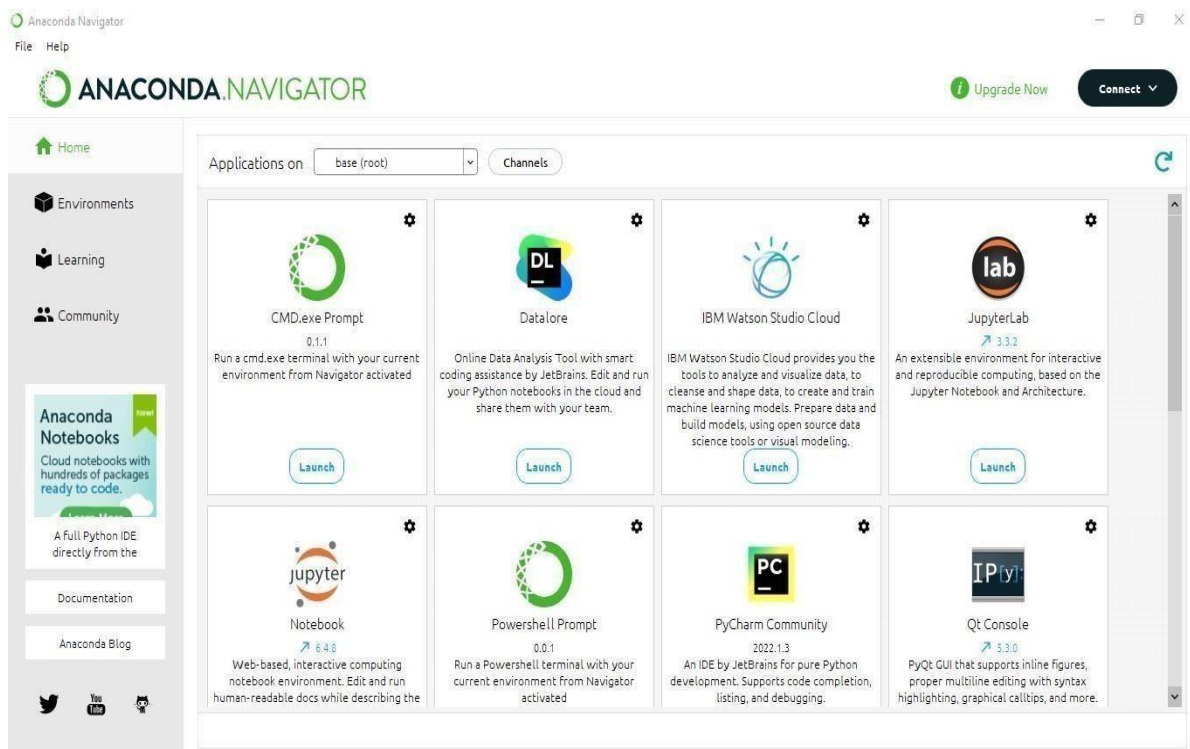 Anaconda Navigator
File Help
ANACONDA.NAVIGATOR
Upgrade Now
Connect
Home
Environments
Learning
Community
Anaconda
Notebooks
New!
Cloud notebooks with
hundreds of packages
ready to code.
Learn More
A full Python IDE
directly from the
Documentation
Anaconda Blog
You
Tube
Applications on base (root) Channels
CMD.exe Prompt
0.1.1
Run a cmd.exe terminal with your current
environment from Navigator activated
Launch
DL
Datalore
Online Data Analysis Tool with smart
coding assistance by JetBrains. Edit and run
your Python notebooks in the cloud and
share them with your team.
Launch
IBM Watson Studio Cloud
IBM Watson Studio Cloud provides you the
tools to analyze and visualize data, to
cleanse and shape data, to create and train
machine learning models. Prepare data and
build models, using open source data
science tools or visual modeling.
Launch
lab
JupyterLab
3.3.2
An extensible environment for interactive
and reproducible computing, based on the
Jupyter Notebook and Architecture.
Launch
jupyter
Notebook
6.4.8
Web-based, interactive computing
notebook environment. Edit and run
human-readable docs while describing the
Powershell Prompt
0.0.1
Run a Powershell terminal with your
current environment from Navigator
activated
PC
PyCharm Community
2022.1.3
An IDE by JetBrains for pure Python
development. Supports code completion,
listing, and debugging.
IP[y]:
Qt Console
5.3.0
PyQt GUI that supports inline figures,
proper multiline editing with syntax
highlighting, graphical calltips, and more.